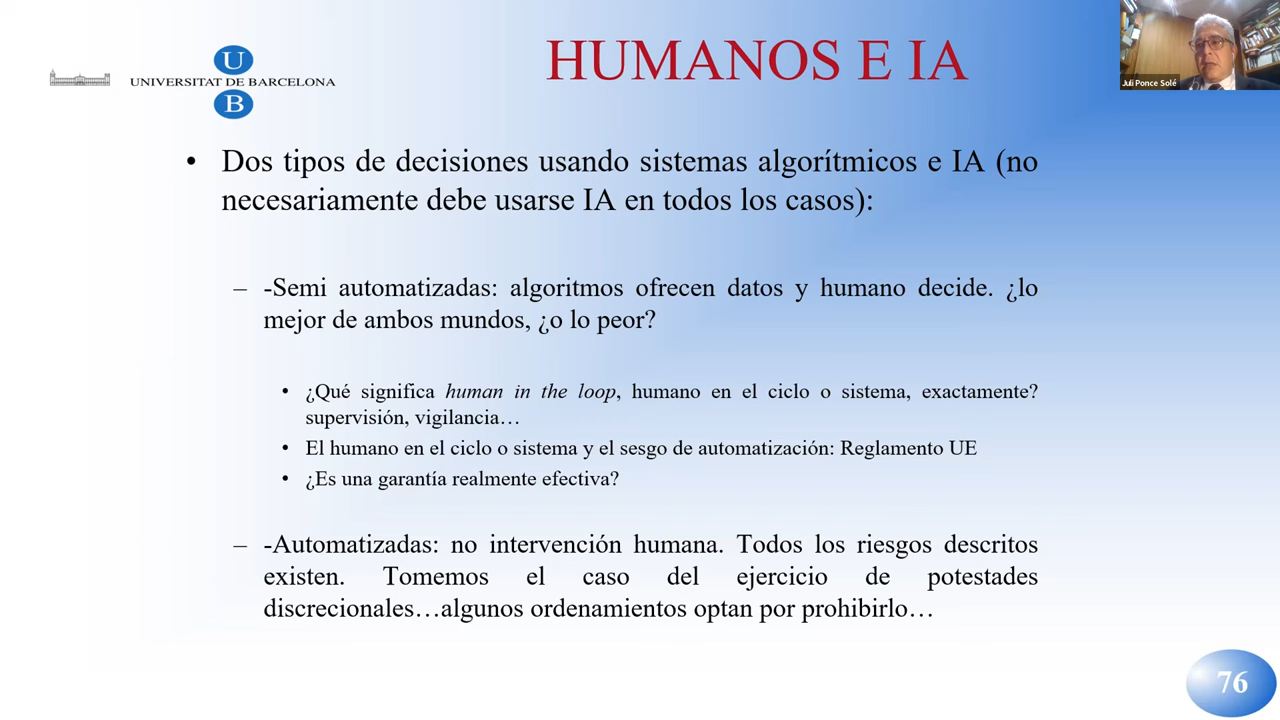 HUMANOS E IA
U
UNIVERSITAT DE BARCELONA
B
Juli Ponce Solé
• Dos tipos de decisiones usando sistemas algorítmicos e IA (no
necesariamente debe usarse IA en todos los casos):
– -Semi automatizadas: algoritmos ofrecen datos y humano decide. ¿lo
mejor de ambos mundos, ¿o lo peor?
• ¿Qué significa human in the loop, humano en el ciclo o sistema, exactamente?
supervisión, vigilancia…
• El humano en el ciclo o sistema y el sesgo de automatización: Reglamento UE
• ¿Es una garantía realmente efectiva?
– -Automatizadas: no intervención humana. Todos los riesgos descritos
existen. Tomemos el caso del ejercicio de potestades
discrecionales…algunos ordenamientos optan por prohibirlo…
76